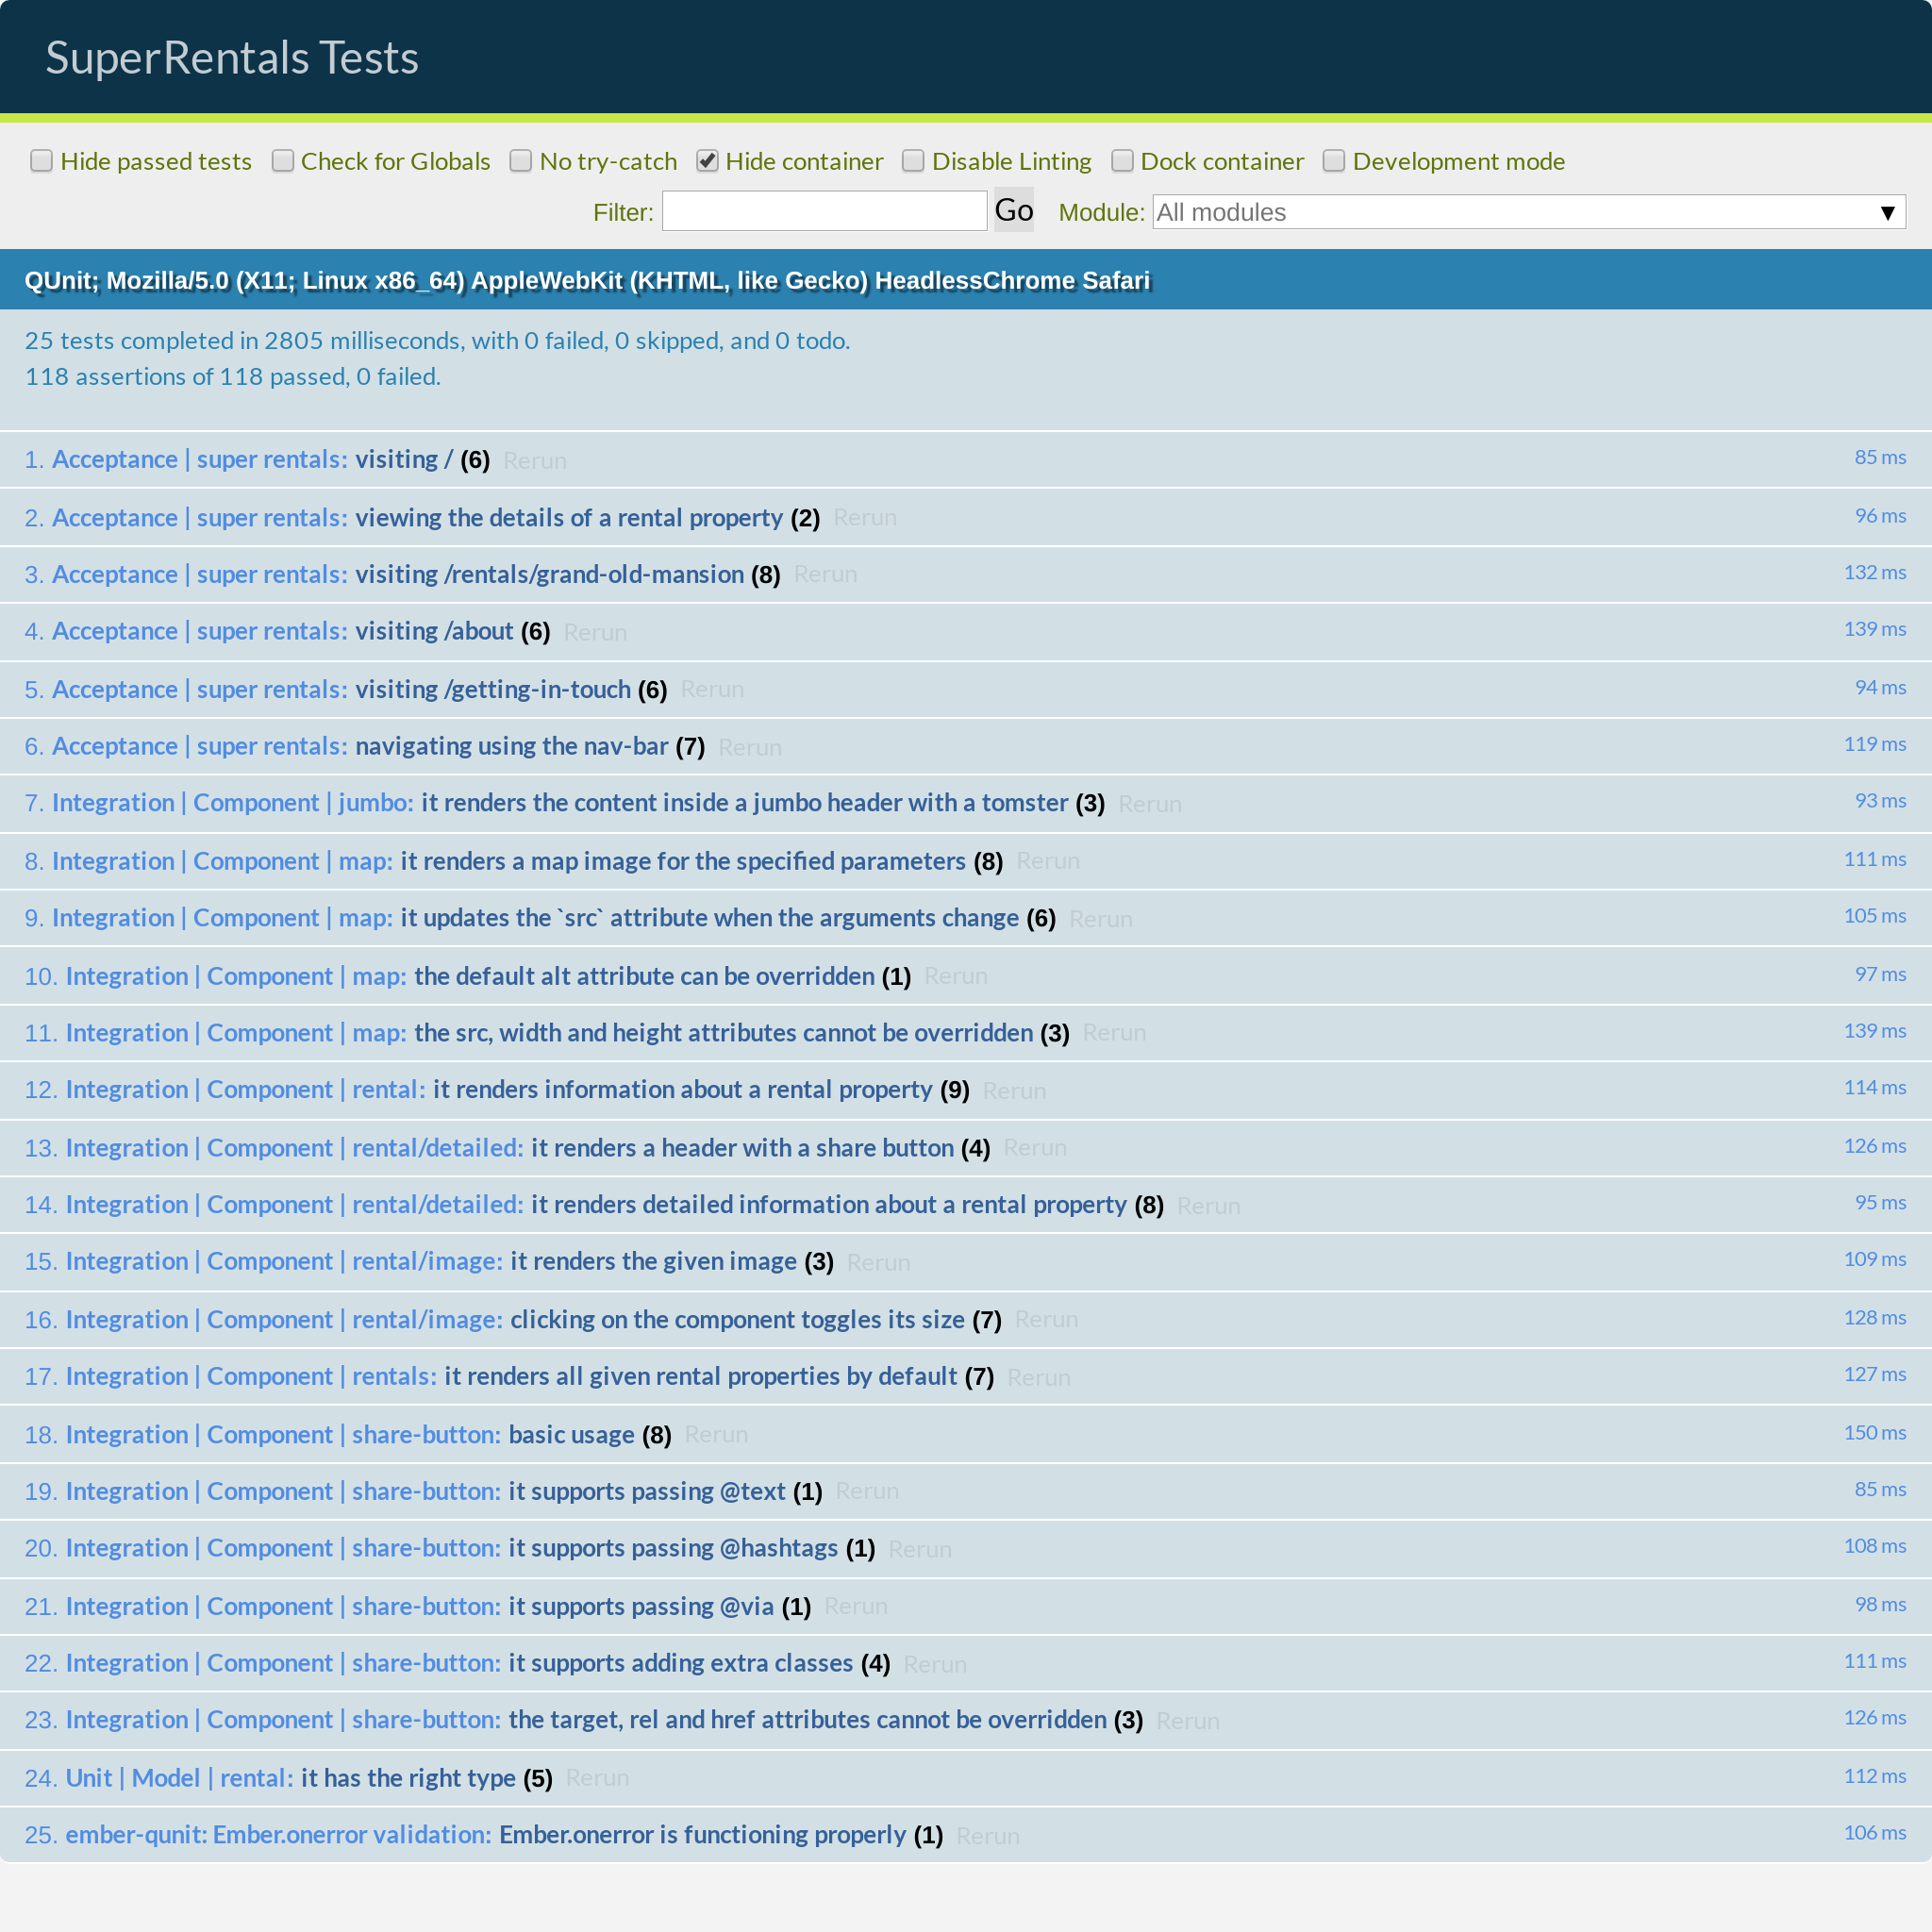 SuperRentals Tests
Hide passed tests Check for Globals No try-catch Hide container Disable Linting Dock container Development mode
Filter: Go Module: All modules ▼
QUnit; Mozilla/5.0 (X11; Linux x86_64) AppleWebKit (KHTML, like Gecko) HeadlessChrome Safari
25 tests completed in 2805 milliseconds, with 0 failed, 0 skipped, and 0 todo.
118 assertions of 118 passed, 0 failed.
1. Acceptance | super rentals: visiting / (6) Rerun 85 ms
2. Acceptance | super rentals: viewing the details of a rental property (2) Rerun 96 ms
3. Acceptance | super rentals: visiting /rentals/grand-old-mansion (8) Rerun 132 ms
4. Acceptance | super rentals: visiting /about (6) Rerun 139 ms
5. Acceptance | super rentals: visiting /getting-in-touch (6) Rerun 94 ms
6. Acceptance | super rentals: navigating using the nav-bar (7) Rerun 119 ms
7. Integration | Component | jumbo: it renders the content inside a jumbo header with a tomster (3) Rerun 93 ms
8. Integration | Component | map: it renders a map image for the specified parameters (8) Rerun 111 ms
9. Integration | Component | map: it updates the `src` attribute when the arguments change (6) Rerun 105 ms
10. Integration | Component | map: the default alt attribute can be overridden (1) Rerun 97 ms
11. Integration | Component | map: the src, width and height attributes cannot be overridden (3) Rerun 139 ms
12. Integration | Component | rental: it renders information about a rental property (9) Rerun 114 ms
13. Integration | Component | rental/detailed: it renders a header with a share button (4) Rerun 126 ms
14. Integration | Component | rental/detailed: it renders detailed information about a rental property (8) Rerun 95 ms
15. Integration | Component | rental/image: it renders the given image (3) Rerun 109 ms
16. Integration | Component | rental/image: clicking on the component toggles its size (7) Rerun 128 ms
17. Integration | Component | rentals: it renders all given rental properties by default (7) Rerun 127 ms
18. Integration | Component | share-button: basic usage (8) Rerun 150 ms
19. Integration | Component | share-button: it supports passing @text (1) Rerun 85 ms
20. Integration | Component | share-button: it supports passing @hashtags (1) Rerun 108 ms
21. Integration | Component | share-button: it supports passing @via (1) Rerun 98 ms
22. Integration | Component | share-button: it supports adding extra classes (4) Rerun 111 ms
23. Integration | Component | share-button: the target, rel and href attributes cannot be overridden (3) Rerun 126 ms
24. Unit | Model | rental: it has the right type (5) Rerun 112 ms
25. ember-qunit: Ember.onerror validation: Ember.onerror is functioning properly (1) Rerun 106 ms